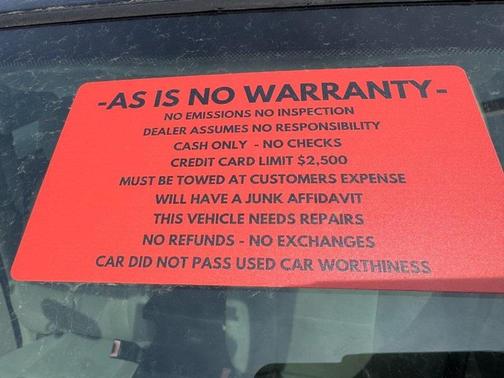 -AS IS NO WARRANTY-
NO EMISSIONS NO INSPECTION
DEALER ASSUMES NO RESPONSIBILITY
CASH ONLY - NO CHECKS
CREDIT CARD LIMIT $2,500
MUST BE TOWED AT CUSTOMERS EXPENSE
WILL HAVE A JUNK AFFIDAVIT
THIS VEHICLE NEEDS REPAIRS
NO REFUNDS - NO EXCHANGES
CAR DID NOT PASS USED CAR WORTHINESS